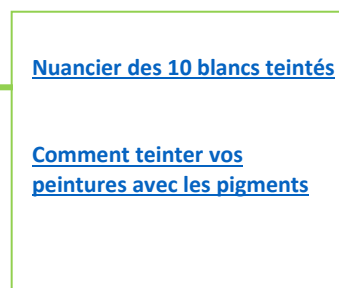 Nuancier des 10 blancs teintés
Comment teinter vos
peintures avec les pigments